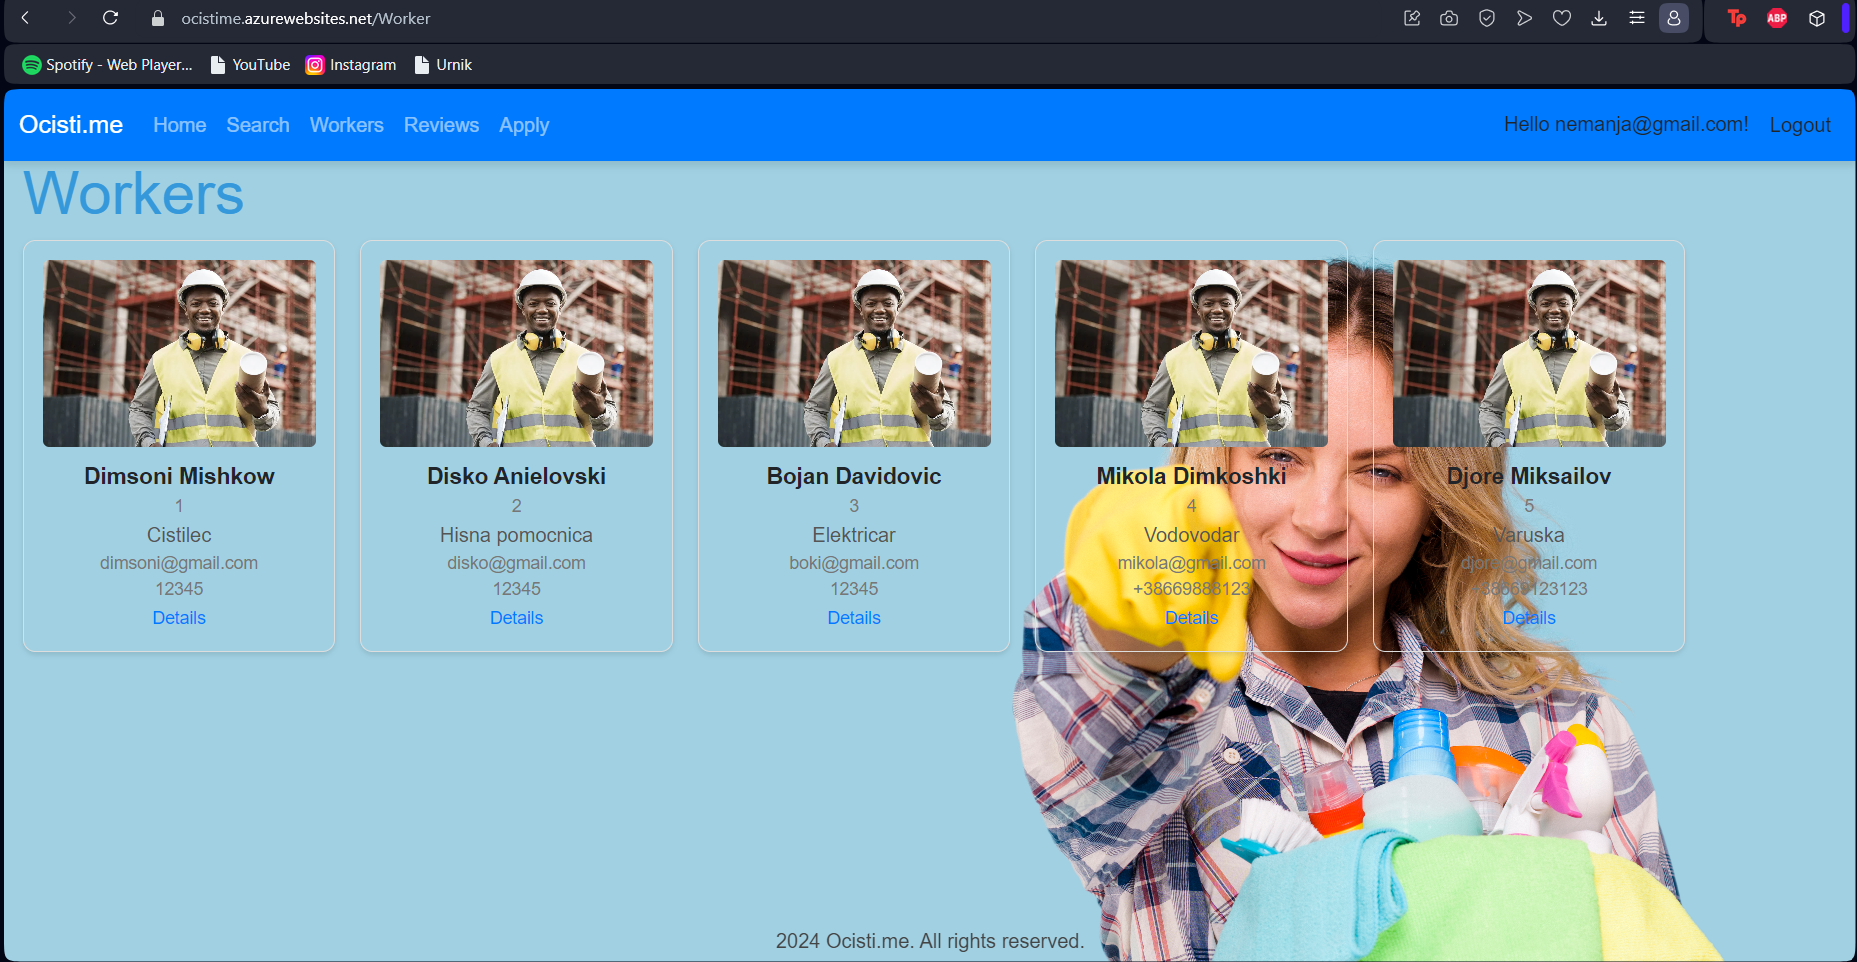 ocistime.azurewebsites.net/Worker
Tp
ABP
Spotify - Web Player... YouTube Instagram Urnik
Ocisti.me Home Search Workers Reviews Apply Hello nemanja@gmail.com! Logout
Workers
Dimsoni Mishkow
1
Cistilec
dimsoni@gmail.com
12345
Details
Disko Anielovski
2
Hisna pomocnica
disko@gmail.com
12345
Details
Bojan Davidovic
3
Elektricar
boki@gmail.com
12345
Details
Mikola Dimkoshki
4
Vodovodar
mikola@gmail.com
+38669888123
Details
Djore Miksailov
5
Varuska
djore@gmail.com
+38669123123
Details
2024 Ocisti.me. All rights reserved.